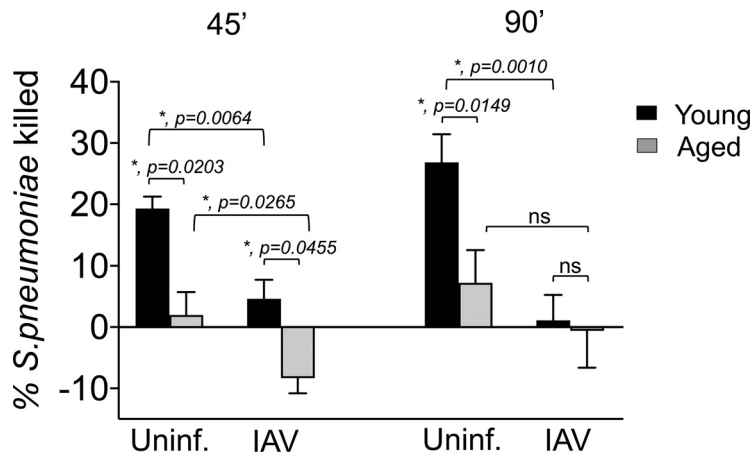 45’ 90’
% S.pneumoniae killed
40
30
20
10
0
-10
*, p=0.0064
*, p=0.0203
*, p=0.0265
*, p=0.0455
*, p=0.0010
*, p=0.0149
ns
ns
Young
Aged
Uninf. IAV Uninf. IAV